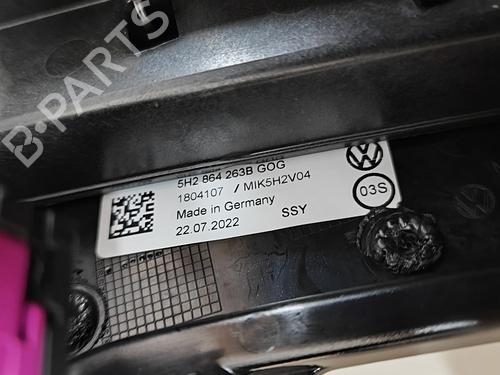 B-PARTS
5H2 864 263B GOG
1804107 / MIK5H2V04
Made in Germany
22.07.2022 SSY
03S